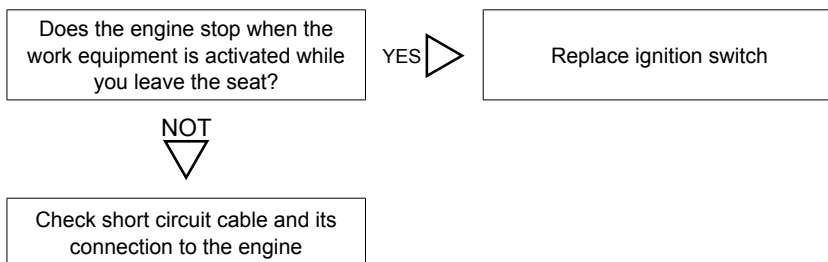 Does the engine stop when the
work equipment is activated while
you leave the seat?
YES
Replace ignition switch
NOT
Check short circuit cable and its
connection to the engine